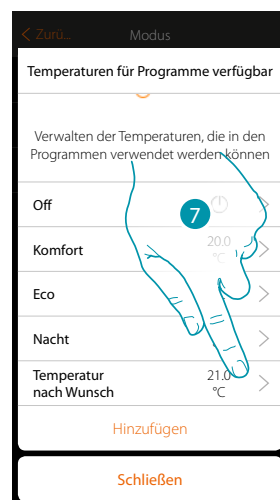 Zurü...
Modus
Temperaturen für Programme verfügbar
Verwalten der Temperaturen, die in den
Programmen verwendet werden können
Off
7
Komfort
20.0
°C
Eco
Nacht
Temperatur
nach Wunsch
21.0
°C
Hinzufügen
Schließen